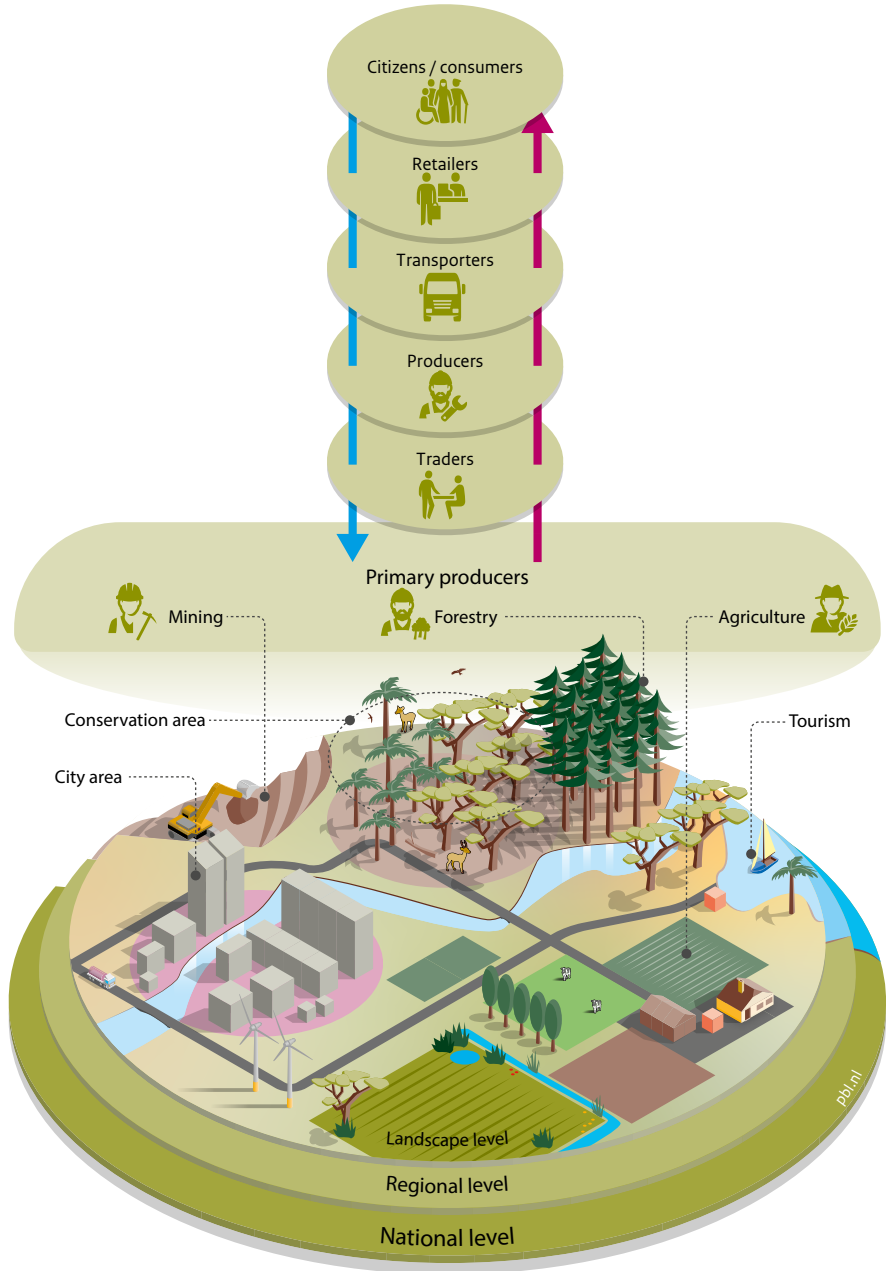 Citizens / consumers
Retailers
Transporters
Producers
Traders
Primary producers
Mining
Forestry
Agriculture
Conservation area
Tourism
City area
pbl.nl
Landscape level
Regional level
National level